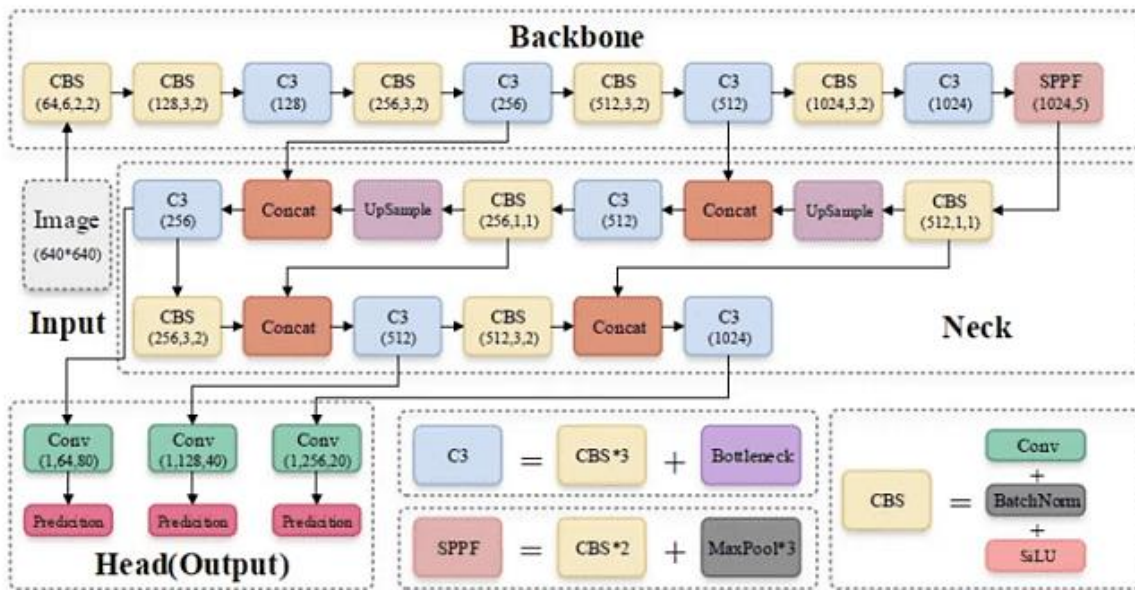 Backbone
CBS
(64,6,2,2)
CBS
(128,3,2)
C3
(128)
CBS
(256,3,2)
C3
(256)
CBS
(512,3,2)
C3
(512)
CBS
(1024,3,2)
C3
(1024)
SPPF
(1024,5)
Image
(640*640)
Input
C3
(256)
Concat
UpSample
CBS
(256,1,1)
C3
(512)
Concat
UpSample
CBS
(512,1,1)
CBS
(256,3,2)
Concat
C3
(512)
CBS
(512,3,2)
Concat
C3
(1024)
Neck
Conv
(1,64,80)
Conv
(1,128,40)
Conv
(1,256,20)
Predicition
Predicition
Predicition
Head(Output)
C3 = CBS*3 + Bottleneck
SPPF = CBS*2 + MaxPool*3
CBS =
Conv
+
BatchNorm
+
SiLU